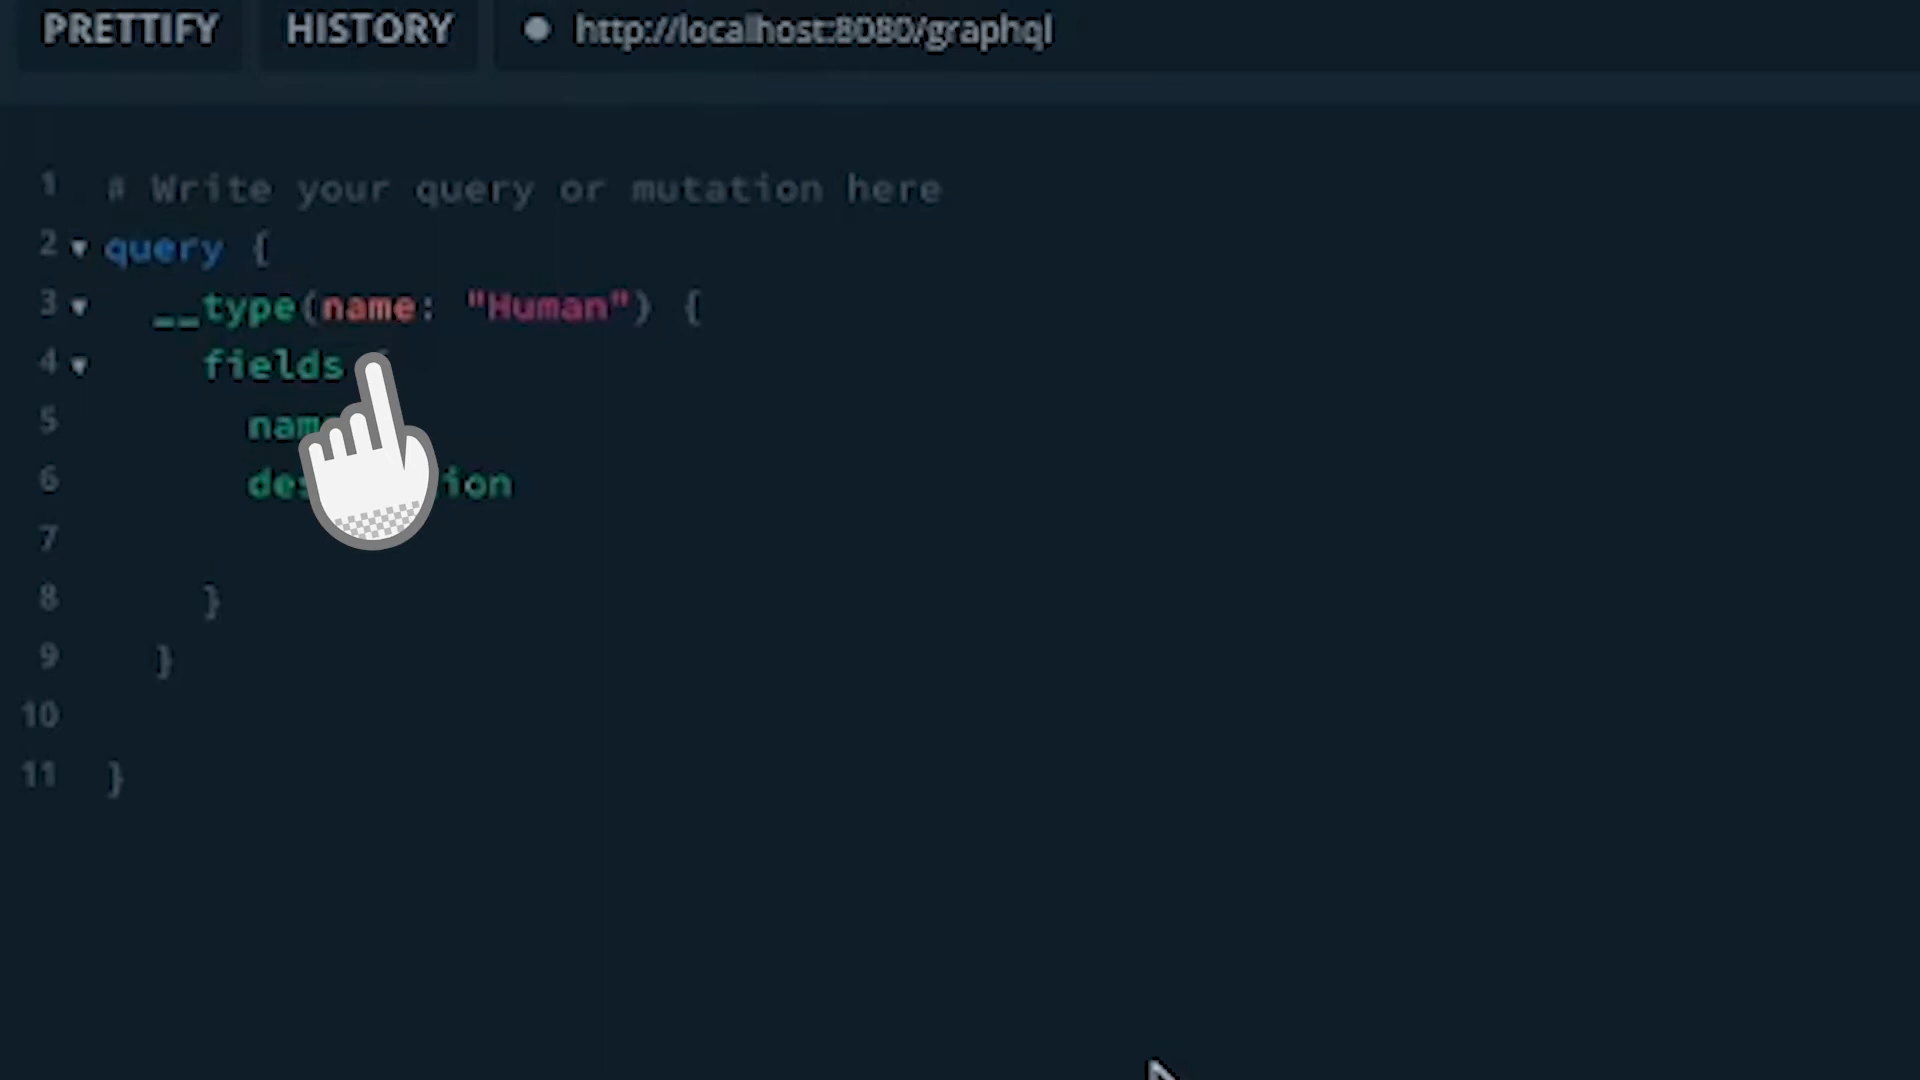 PRETTIFY HISTORY http://localhost:8080/graphql
1 # Write your query or mutation here
2 query {
3 __type(name: "Human") {
4 fields {
5
6
7
8 }
9 }
10
11 }